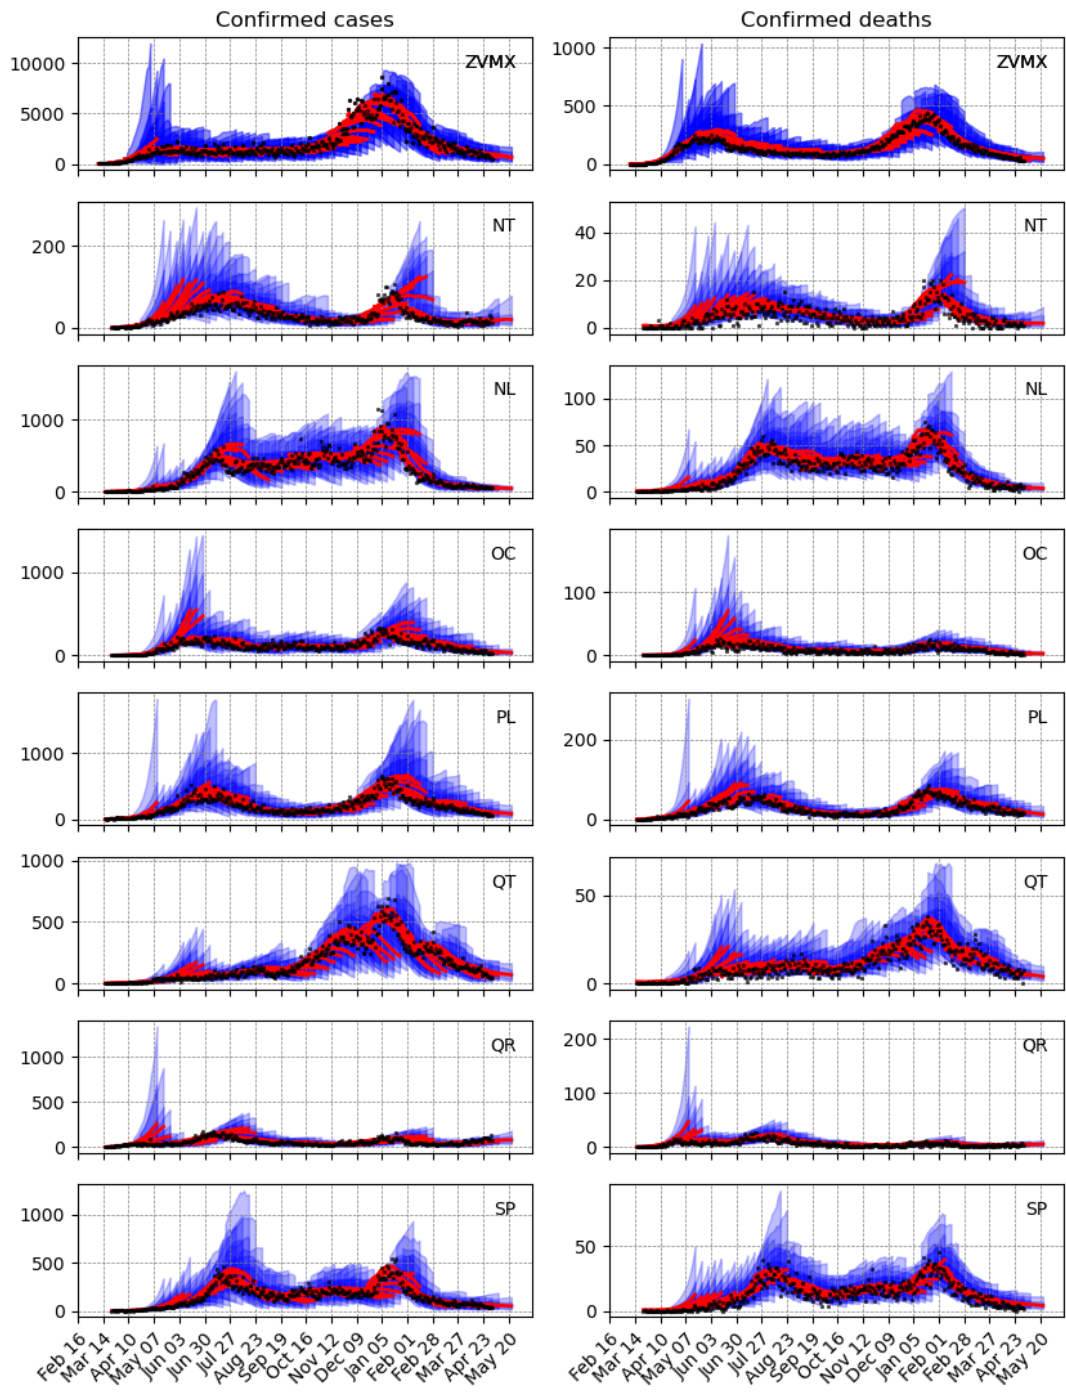 Confirmed cases Confirmed deaths
10000
5000
0
ZVMX
1000
500
0
ZVMX
200
0
NT
40
20
0
NT
1000
0
NL
100
50
0
NL
1000
0
OC
100
0
OC
1000
0
PL
200
0
PL
1000
500
0
QT
50
0
QT
1000
500
0
QR
200
100
0
QR
1000
500
0
SP
50
0
SP
Feb 16 Mar 14 Apr 10 May 07 Jun 03 Jun 30 Jul 27 Aug 23 Sep 19 Oct 16 Nov 12 Dec 09 Jan 05 Feb 01 Feb 28 Mar 27 Apr 23 May 20
Feb 16 Mar 14 Apr 10 May 07 Jun 03 Jun 30 Jul 27 Aug 23 Sep 19 Oct 16 Nov 12 Dec 09 Jan 05 Feb 01 Feb 28 Mar 27 Apr 23 May 20